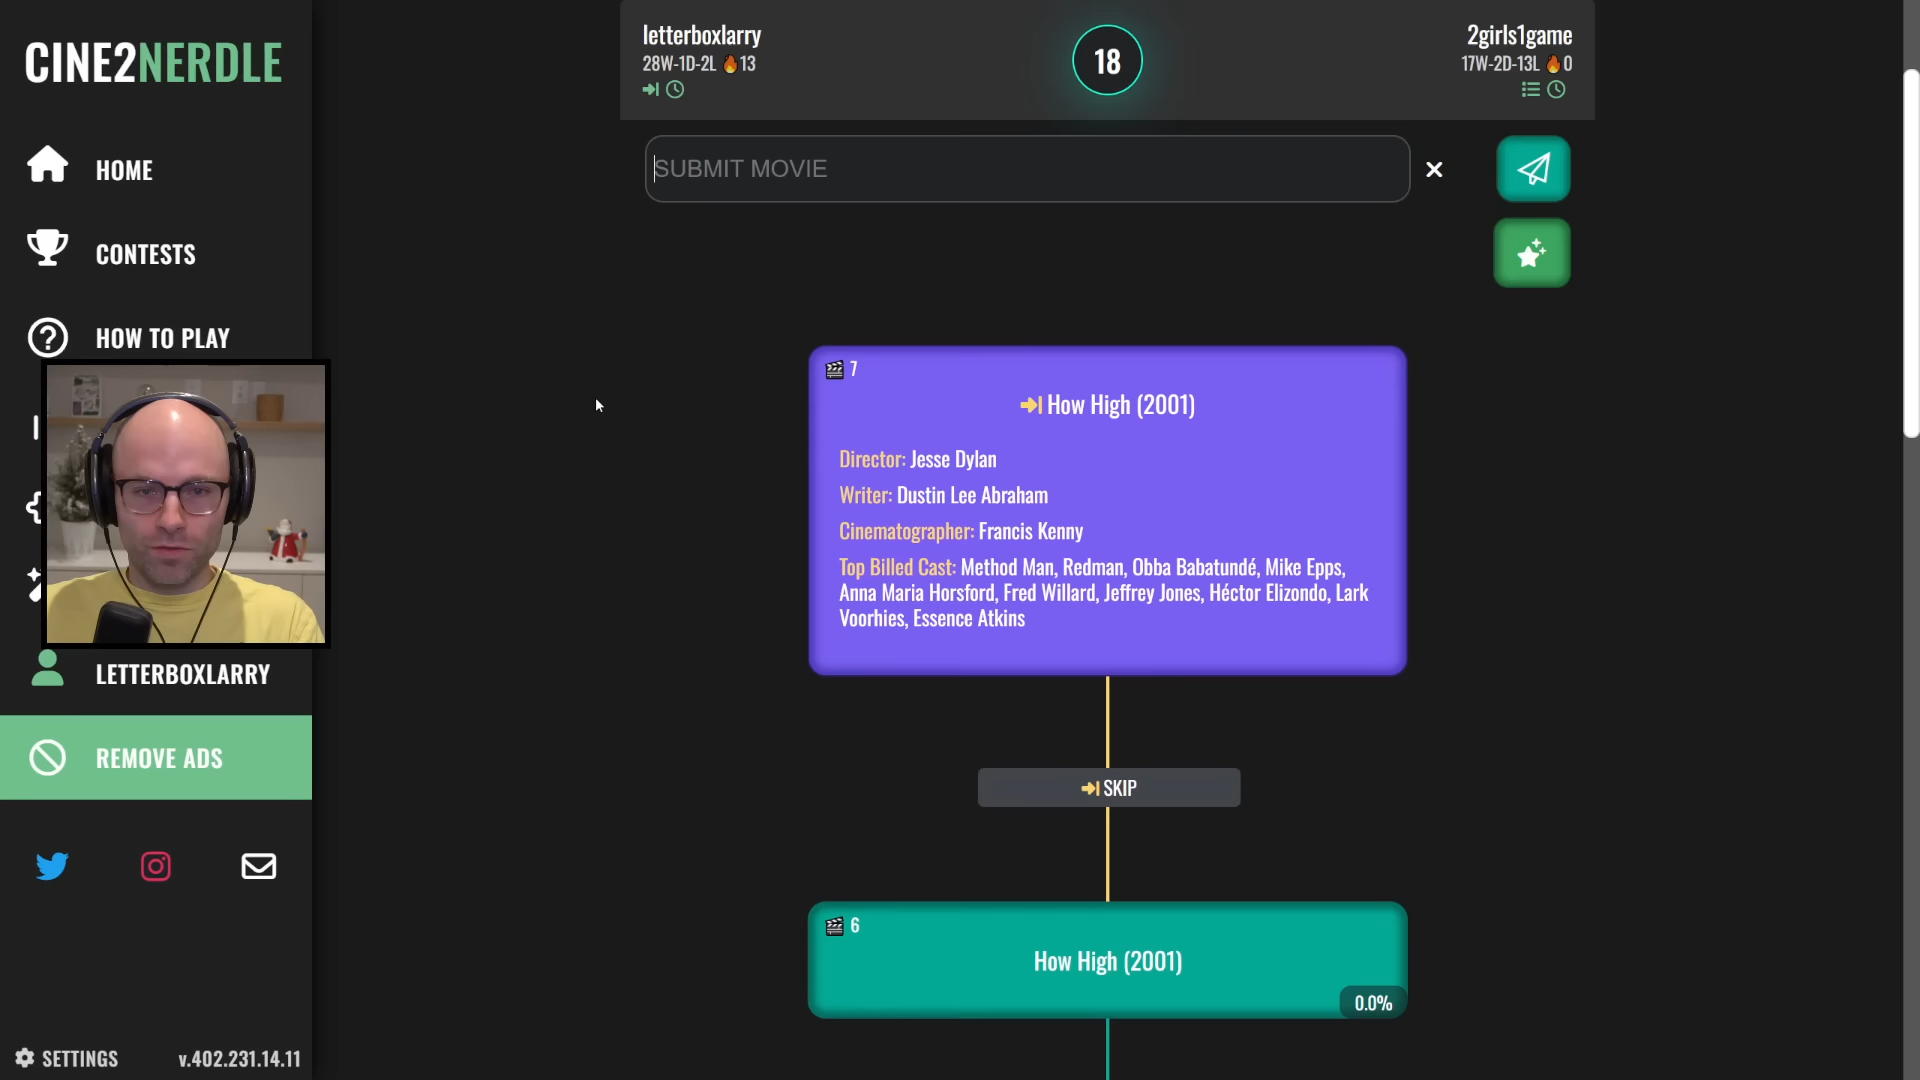 CINE2NERDLE
HOME
CONTESTS
HOW TO PLAY
LETTERBOXLARRY
REMOVE ADS
SETTINGS
v.402.231.14.11
letterboxlarry
28W-1D-2L 🔥13
18
2girls1game
17W-2D-13L 🔥0
SUBMIT MOVIE
7
How High (2001)
Director: Jesse Dylan
Writer: Dustin Lee Abraham
Cinematographer: Francis Kenny
Top Billed Cast: Method Man, Redman, Obba Babatundé, Mike Epps,
Anna Maria Horsford, Fred Willard, Jeffrey Jones, Héctor Elizondo, Lark
Voorhies, Essence Atkins
SKIP
6
How High (2001)
0.0%